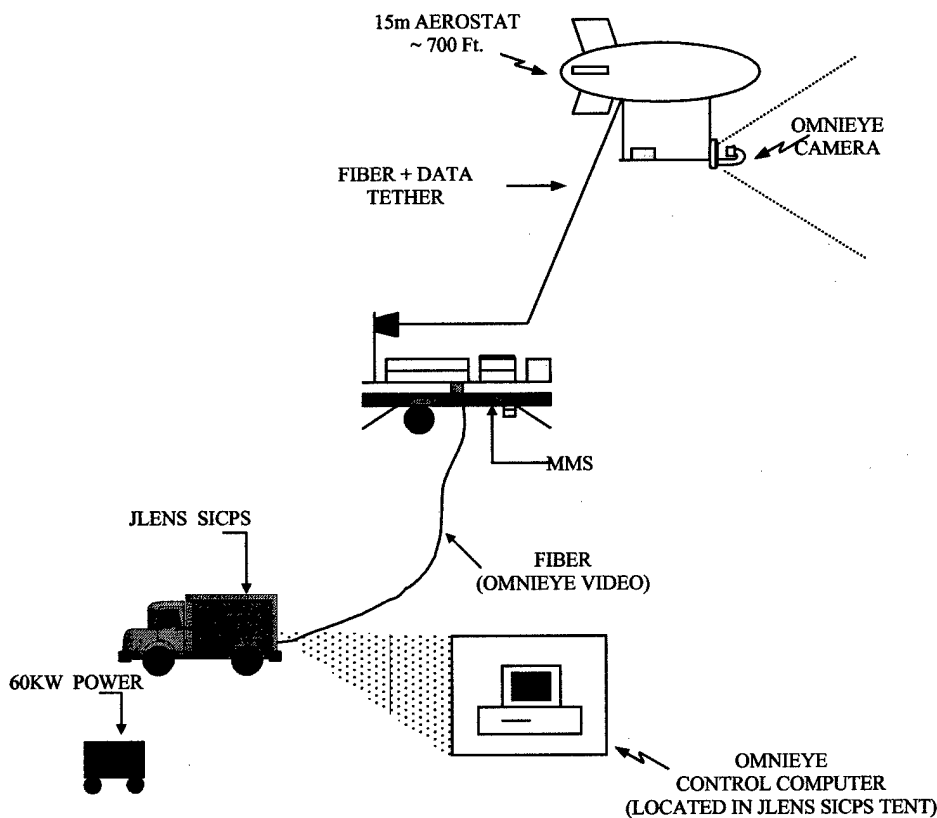 15m AEROSTAT
~ 700 Ft.
OMNIEYE
CAMERA
FIBER + DATA
TETHER
MMS
JLENS SICPS
FIBER
(OMNIEYE VIDEO)
60KW POWER
OMNIEYE
CONTROL COMPUTER
(LOCATED IN JLENS SICPS TENT)